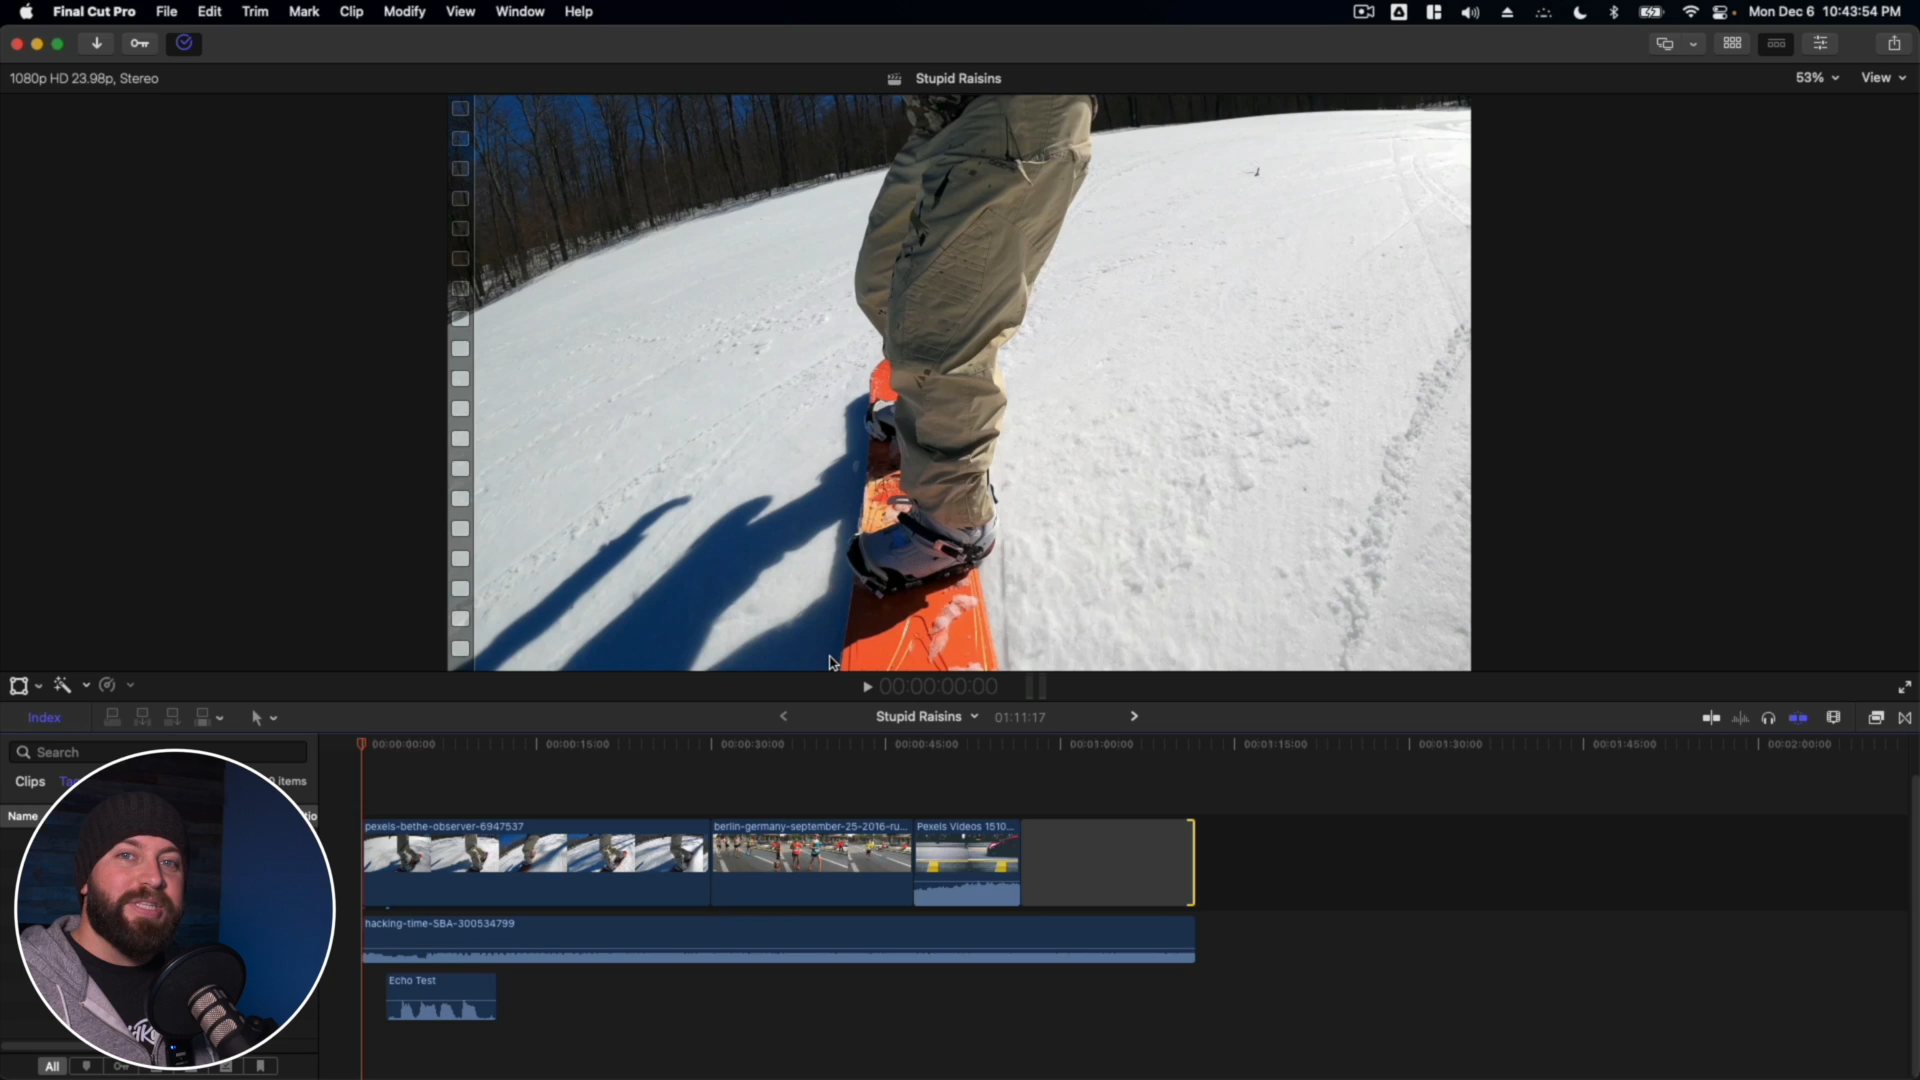 Final Cut Pro File Edit Trim Mark Clip Modify View Window Help Mon Dec 6 10:43:54 PM
1080p HD 23.98p, Stereo Stupid Raisins 53% View
00:00:00:00
Index Stupid Raisins 01:11:17
Search 00:00:00:00 00:00:15:00 00:00:30:00 00:00:45:00 00:01:00:00 00:01:15:00 00:01:30:00 00:01:45:00 00:02:00:00
Clips items
Name
pexels-bethe-observer-6947537 berlin-germany-september-25-2016-ru... Pexels Videos 1510...
hacking-time-SBA-300534799
Echo Test
All